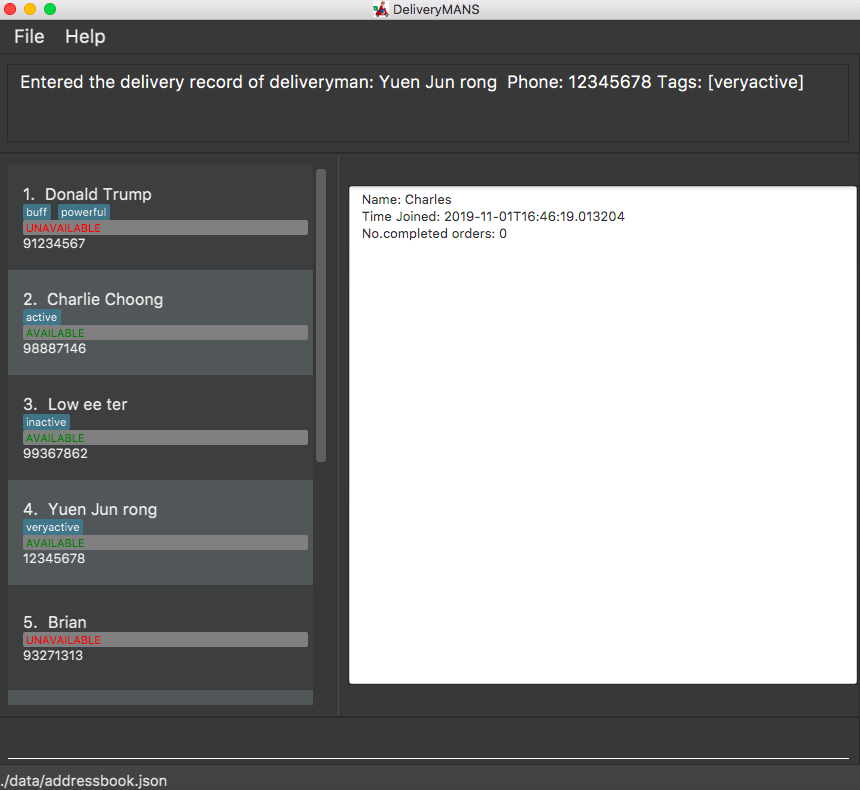 DeliveryMANS
File Help
Entered the delivery record of deliveryman: Yuen Jun rong  Phone: 12345678 Tags: [veryactive]
1. Donald Trump
buff powerful
UNAVAILABLE
91234567
2. Charlie Choong
active
AVAILABLE
98887146
3. Low ee ter
inactive
AVAILABLE
99367862
4. Yuen Jun rong
veryactive
AVAILABLE
12345678
5. Brian
UNAVAILABLE
93271313
Name: Charles
Time Joined: 2019-11-01T16:46:19.013204
No.completed orders: 0
./data/addressbook.json